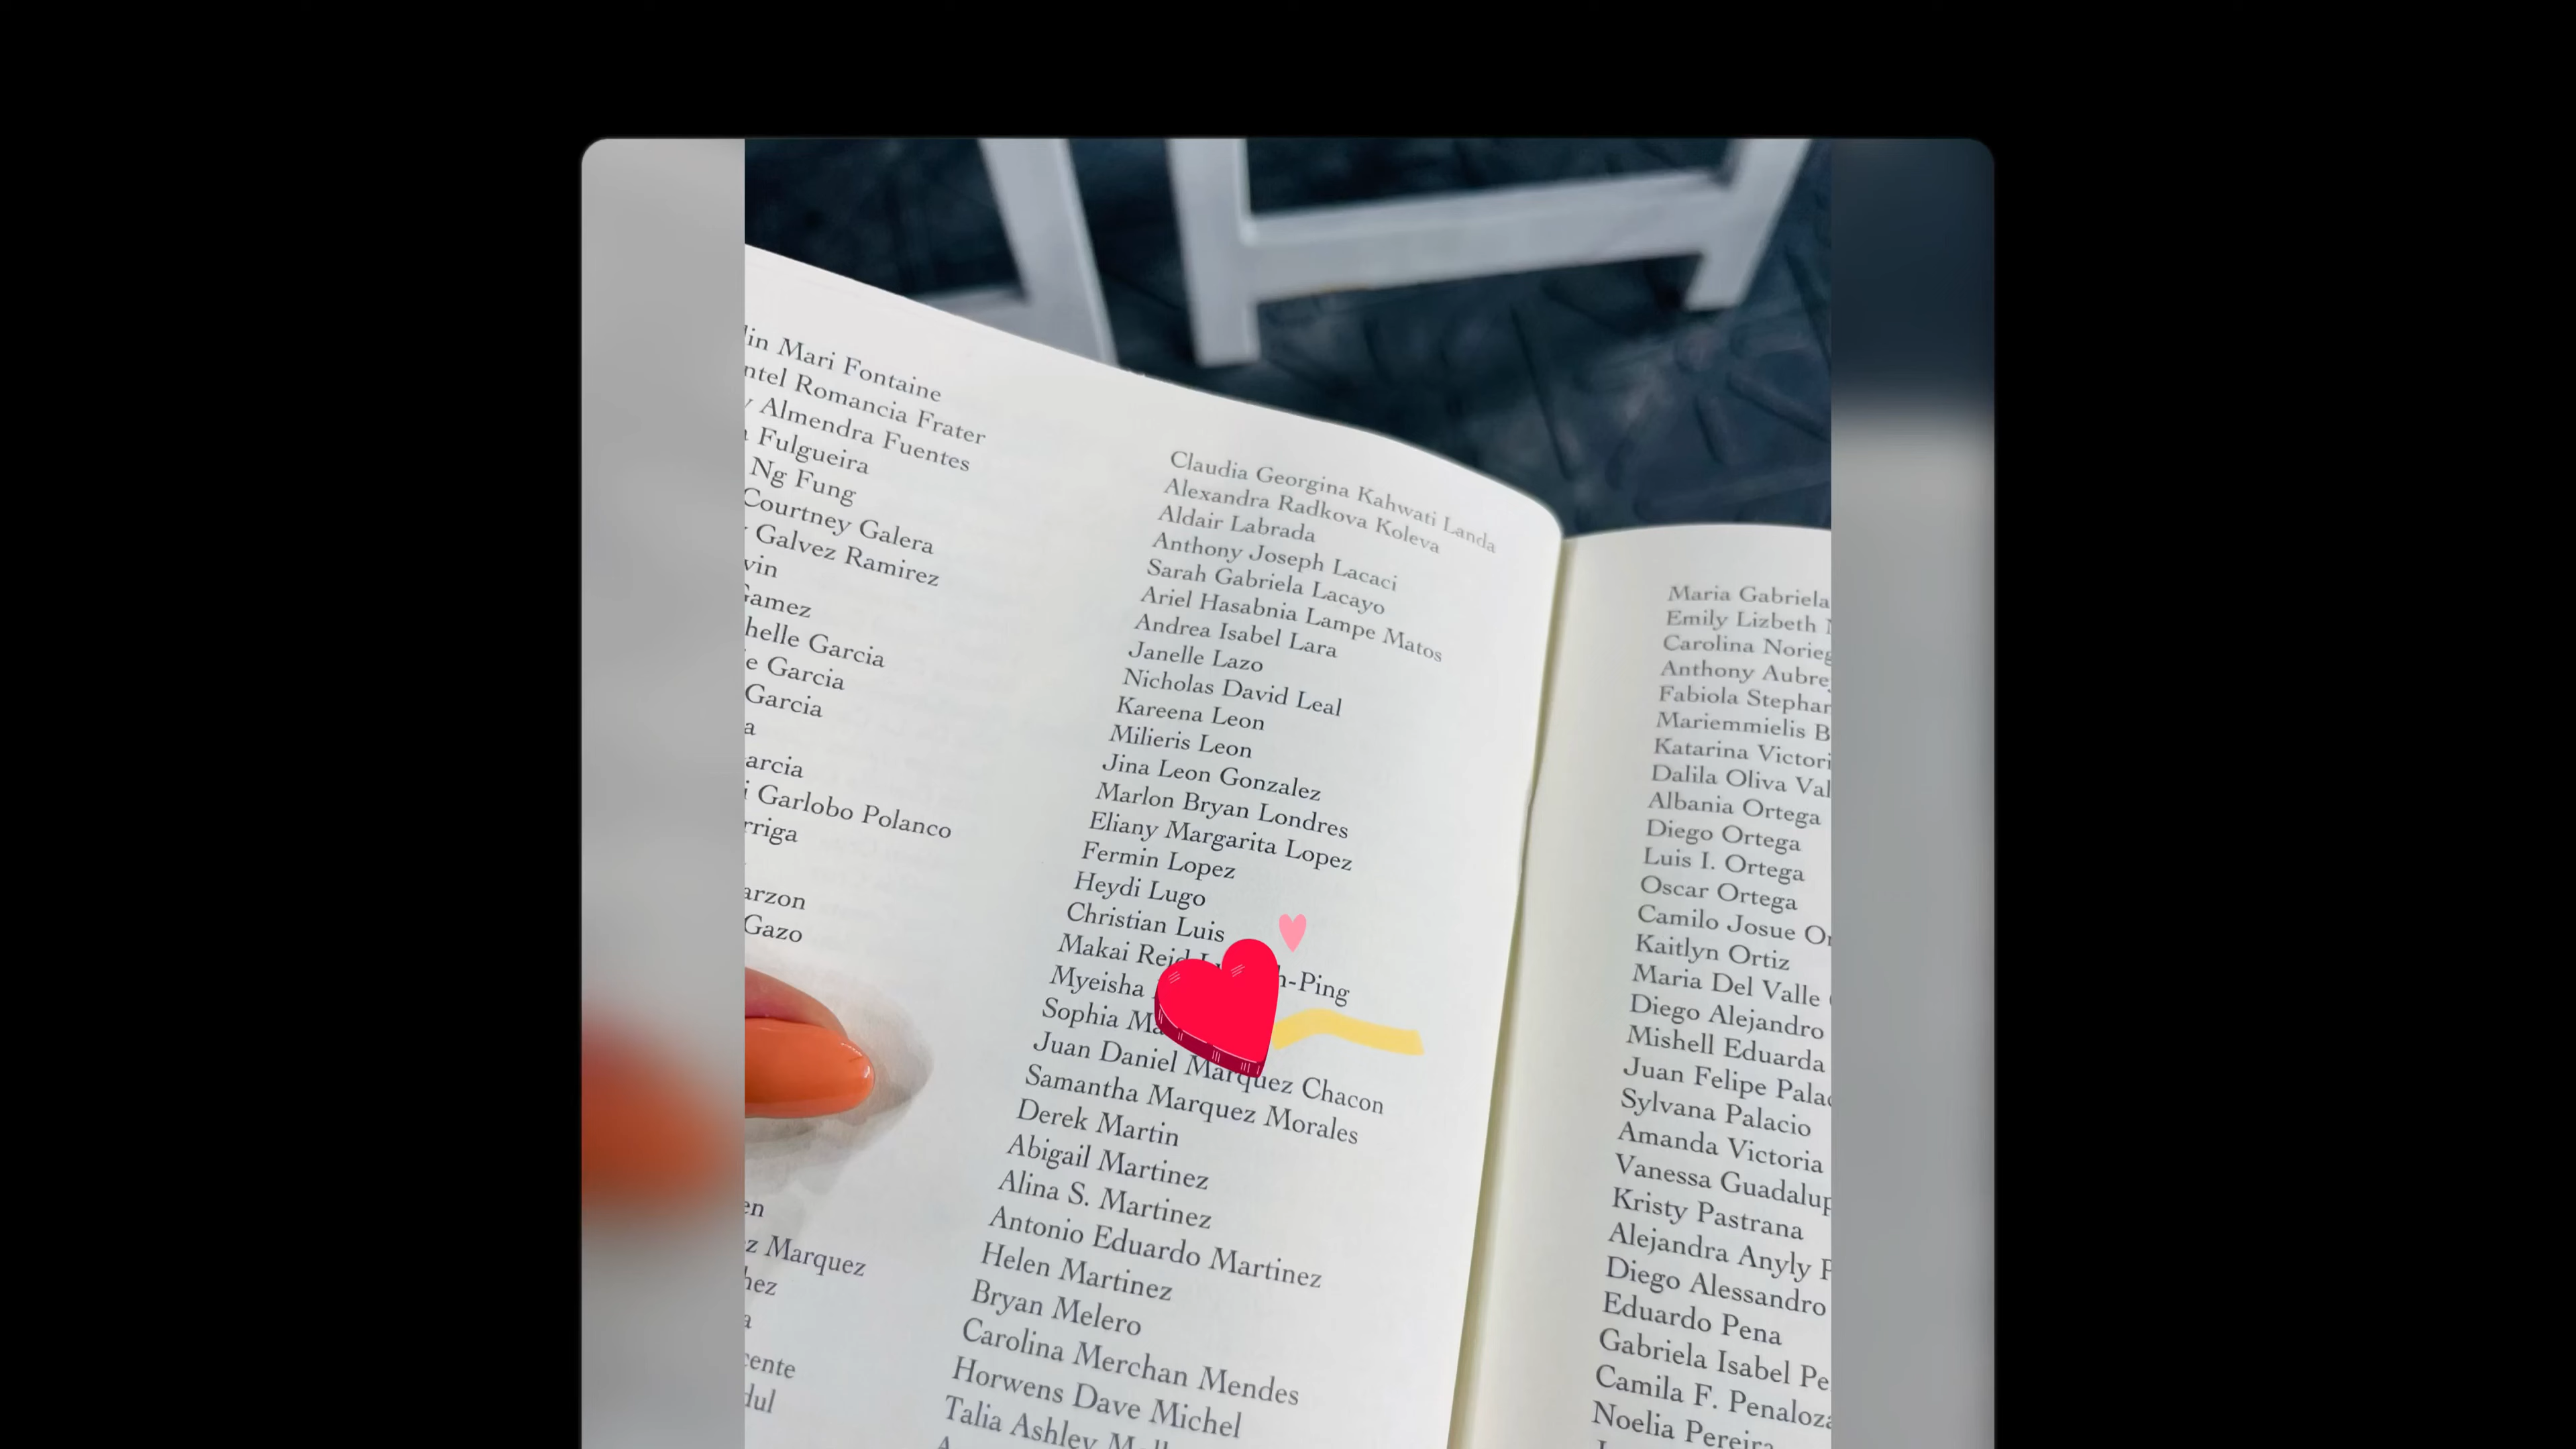 Mari Fontaine
Romancia Frater
Almendra Fuentes
Fulgueira
Ng Fung
Courtney Galera
Galvez Ramirez
Gamez
Garcia
Garcia
Garcia
Garlobo Polanco
Gazo
Marquez
Claudia Georgina Kahwati Landa
Alexandra Radkova Koleva
Aldair Labrada
Anthony Joseph Lacaci
Sarah Gabriela Lacayo
Ariel Hasabnia Lampe Matos
Andrea Isabel Lara
Janelle Lazo
Nicholas David Leal
Kareena Leon
Milieris Leon
Jina Leon Gonzalez
Marlon Bryan Londres
Eliany Margarita Lopez
Fermin Lopez
Heydi Lugo
Christian Luis
Makai Reid h-Ping
Myeisha
Sophia
Juan Daniel Marquez Chacon
Samantha Marquez Morales
Derek Martin
Abigail Martinez
Alina S. Martinez
Antonio Eduardo Martinez
Helen Martinez
Bryan Melero
Carolina Merchan Mendes
Horwens Dave Michel
Talia Ashley
Maria Gabriela
Emily Lizbeth
Carolina
Anthony
Fabiola
Mariemmielis
Katarina
Dalila Oliva
Albania Ortega
Diego Ortega
Luis I. Ortega
Oscar Ortega
Camilo Josue
Kaitlyn Ortiz
Maria Del Valle
Diego Alejandro
Mishell Eduarda
Juan Felipe
Sylvana Palacio
Amanda Victoria
Vanessa
Kristy Pastrana
Alejandra Anyly
Diego Alessandro
Eduardo Pena
Gabriela Isabel
Camila F.
Noelia